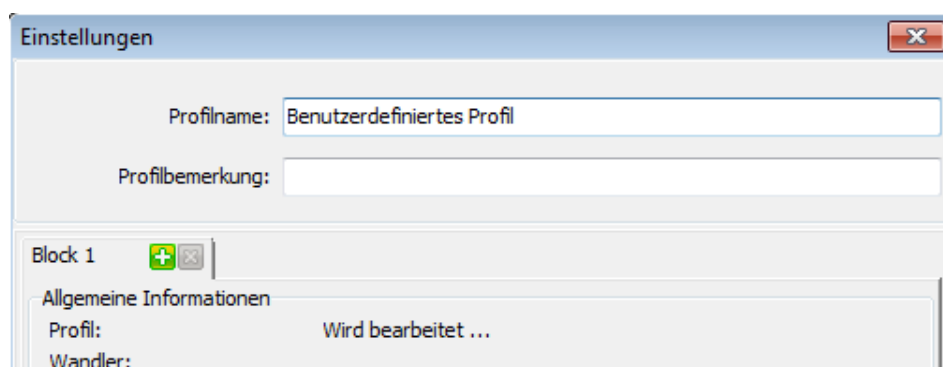 Einstellungen
Profilname: Benutzerdefiniertes Profil
Profilbemerkung:
Block 1
Allgemeine Informationen
Profil: Wird bearbeitet ...
Wandler: